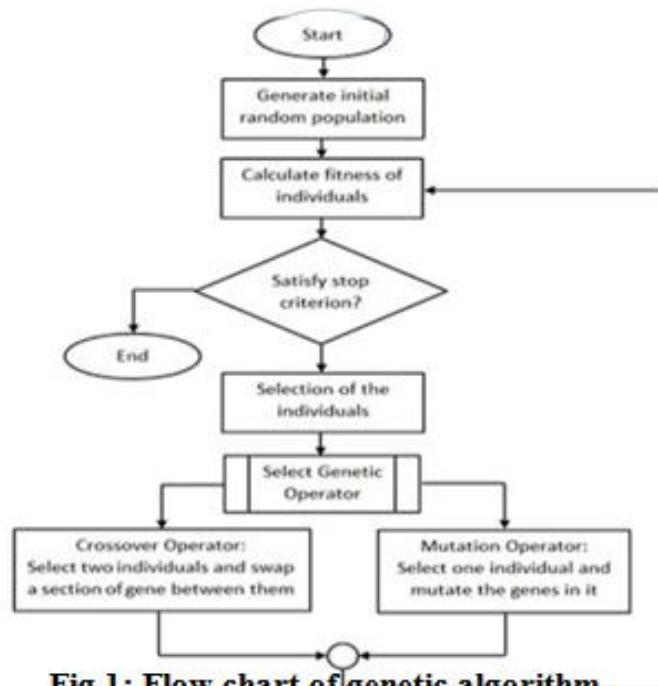 Start
Generate initial
random population
Calculate fitness of
individuals
Satisfy stop
criterion?
End
Selection of the
individuals
Select Genetic
Operator
Crossover Operator:
Select two individuals and swap
a section of gene between them
Mutation Operator:
Select one individual and
mutate the genes in it
Fig 1: Flow chart of genetic algorithm